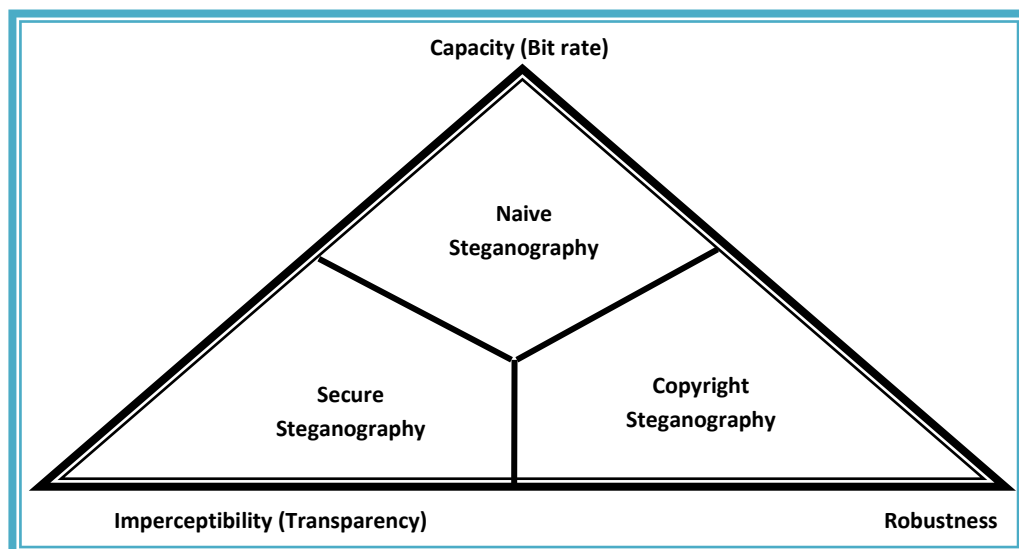 Capacity (Bit rate)
Naive
Steganography
Secure
Steganography
Copyright
Steganography
Imperceptibility (Transparency)
Robustness